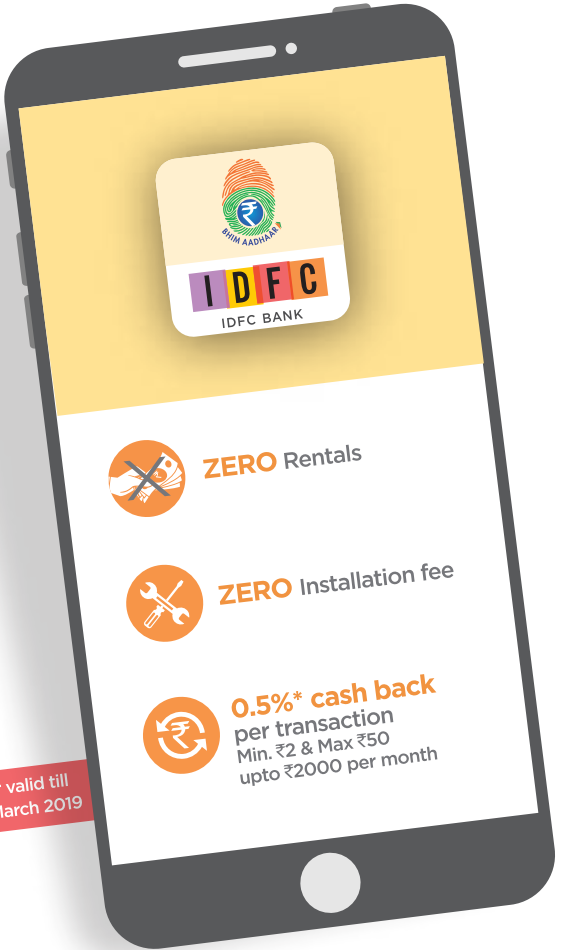 BHIM AADHAAR
IDFC
IDFC BANK
ZERO Rentals
ZERO Installation fee
0.5%* cash back
per transaction
Min. ₹2 & Max ₹50
upto ₹2000 per month
valid till
March 2019